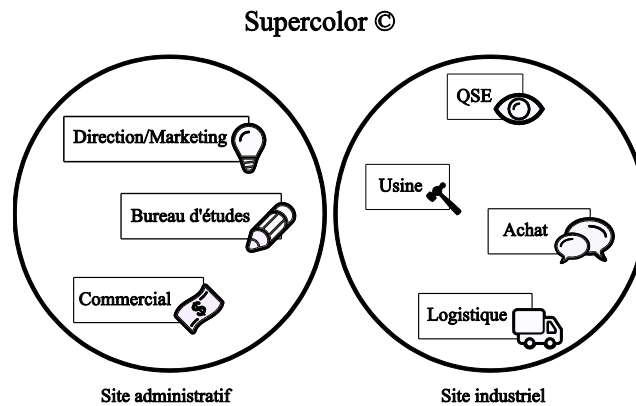 Supercolor ©
Direction/Marketing
Bureau d'études
Commercial
$
Site administratif
QSE
Usine
Achat
Logistique
Site industriel